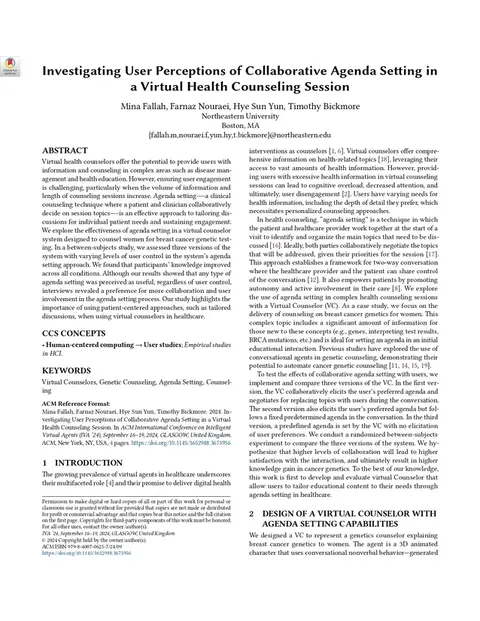 Investigating User Perceptions of Collaborative Agenda Setting in
a Virtual Health Counseling Session
Mina Fallah, Farnaz Nouraei, Hye Sun Yun, Timothy Bickmore
Northeastern University
Boston, MA
{fallah.m,nouraei.f,yun.hy,t.bickmore}@northeastern.edu
ABSTRACT
Virtual health counselors offer the potential to provide users with
information and counseling in complex areas such as disease man-
agement and health education. However, ensuring user engagement
is challenging, particularly when the volume of information and
length of counseling sessions increase. Agenda setting—a clinical
counseling technique where a patient and clinician collaboratively
decide on session topics—is an effective approach to tailoring dis-
cussions for individual patient needs and sustaining engagement.
We explore the effectiveness of agenda setting in a virtual counselor
system designed to counsel women for breast cancer genetic test-
ing. In a between-subjects study, we assessed three versions of the
system with varying levels of user control in the system's agenda
setting approach. We found that participants' knowledge improved
across all conditions. Although our results showed that any type of
agenda setting was perceived as useful, regardless of user control,
interviews revealed a preference for more collaboration and user
involvement in the agenda setting process. Our study highlights the
importance of using patient-centered approaches, such as tailored
discussions, when using virtual counselors in healthcare.
CCS CONCEPTS
• Human-centered computing → User studies; Empirical studies
in HCI.
KEYWORDS
Virtual Counselors, Genetic Counseling, Agenda Setting, Counsel-
ing
ACM Reference Format:
Mina Fallah, Farnaz Nouraei, Hye Sun Yun, Timothy Bickmore. 2024. In-
vestigating User Perceptions of Collaborative Agenda Setting in a Virtual
Health Counseling Session. In ACM International Conference on Intelligent
Virtual Agents (IVA '24), September 16–19, 2024, GLASGOW, United Kingdom.
ACM, New York, NY, USA, 4 pages. https://doi.org/10.1145/3652988.3673956
1 INTRODUCTION
The growing prevalence of virtual agents in healthcare underscores
their multifaceted role [4] and their promise to deliver digital health
Permission to make digital or hard copies of all or part of this work for personal or
classroom use is granted without fee provided that copies are not made or distributed
for profit or commercial advantage and that copies bear this notice and the full citation
on the first page. Copyrights for third-party components of this work must be honored.
For all other uses, contact the owner/author(s).
IVA '24, September 16–19, 2024, GLASGOW, United Kingdom
© 2024 Copyright held by the owner/author(s).
ACM ISBN 979-8-4007-0625-7/24/09
https://doi.org/10.1145/3652988.3673956
interventions as counselors [1, 6]. Virtual counselors offer compre-
hensive information on health-related topics [18], leveraging their
access to vast amounts of health information. However, provid-
ing users with excessive health information in virtual counseling
sessions can lead to cognitive overload, decreased attention, and
ultimately, user disengagement [2]. Users have varying needs for
health information, including the depth of detail they prefer, which
necessitates personalized counseling approaches.
In health counseling, "agenda setting" is a technique in which
the patient and healthcare provider work together at the start of a
visit to identify and organize the main topics that need to be dis-
cussed [16]. Ideally, both parties collaboratively negotiate the topics
that will be addressed, given their priorities for the session [17].
This approach establishes a framework for two-way conversation
where the healthcare provider and the patient can share control
of the conversation [12]. It also empowers patients by promoting
autonomy and active involvement in their care [8]. We explore
the use of agenda setting in complex health counseling sessions
with a Virtual Counselor (VC). As a case study, we focus on the
delivery of counseling on breast cancer genetics for women. This
complex topic includes a significant amount of information for
those new to these concepts (e.g., genes, interpreting test results,
BRCA mutations, etc.) and is ideal for setting an agenda in an initial
educational interaction. Previous studies have explored the use of
conversational agents in genetic counseling, demonstrating their
potential to automate cancer genetic counseling [11, 14, 15, 19].
To test the effects of collaborative agenda setting with users, we
implement and compare three versions of the VC. In the first ver-
sion, the VC collaboratively elicits the user's preferred agenda and
negotiates for replacing topics with users during the conversation.
The second version also elicits the user's preferred agenda but fol-
lows a fixed predetermined agenda in the conversation. In the third
version, a predefined agenda is set by the VC with no elicitation
of user preferences. We conduct a randomized between-subjects
experiment to compare the three versions of the system. We hy-
pothesize that higher levels of collaboration will lead to higher
satisfaction with the interaction, and ultimately result in higher
knowledge gain in cancer genetics. To the best of our knowledge,
this work is first to develop and evaluate virtual Counselor that
allow users to tailor educational content to their needs through
agenda setting in healthcare.
2 DESIGN OF A VIRTUAL COUNSELOR WITH
AGENDA SETTING CAPABILITIES
We designed a VC to present a genetics counselor explaining
breast cancer genetics to women. The agent is a 3D animated
character that uses conversational nonverbal behavior—generated